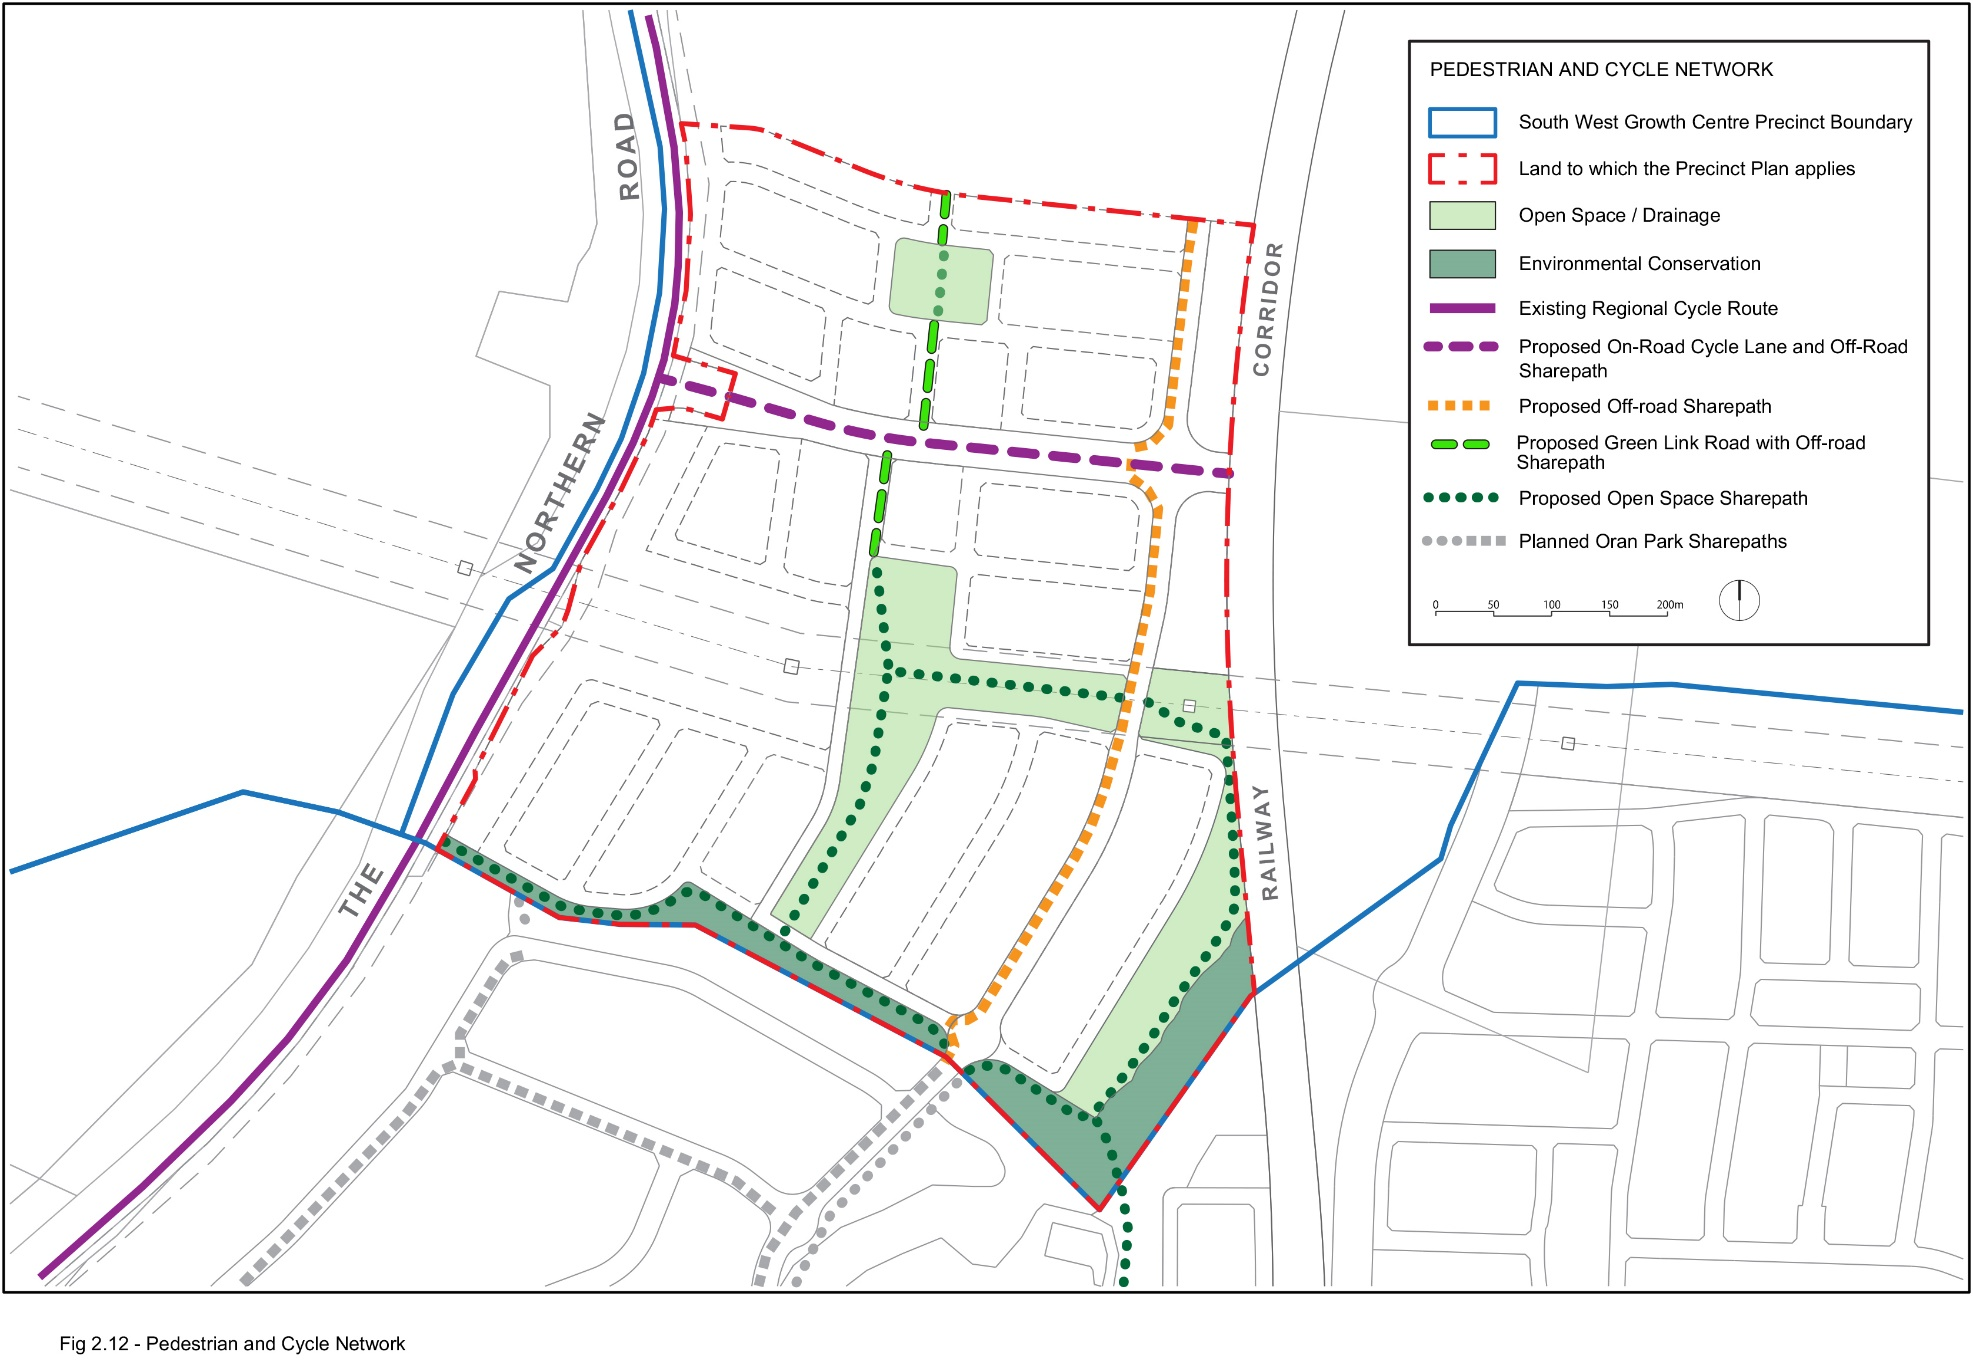 PEDESTRIAN AND CYCLE NETWORK
South West Growth Centre Precinct Boundary
Land to which the Precinct Plan applies
Open Space / Drainage
Environmental Conservation
Existing Regional Cycle Route
Proposed On-Road Cycle Lane and Off-Road
Sharepath
Proposed Off-road Sharepath
Proposed Green Link Road with Off-road
Sharepath
Proposed Open Space Sharepath
Planned Oran Park Sharepaths
0 50 100 150 200m
THE NORTHERN ROAD
RAILWAY CORRIDOR
Fig 2.12 - Pedestrian and Cycle Network